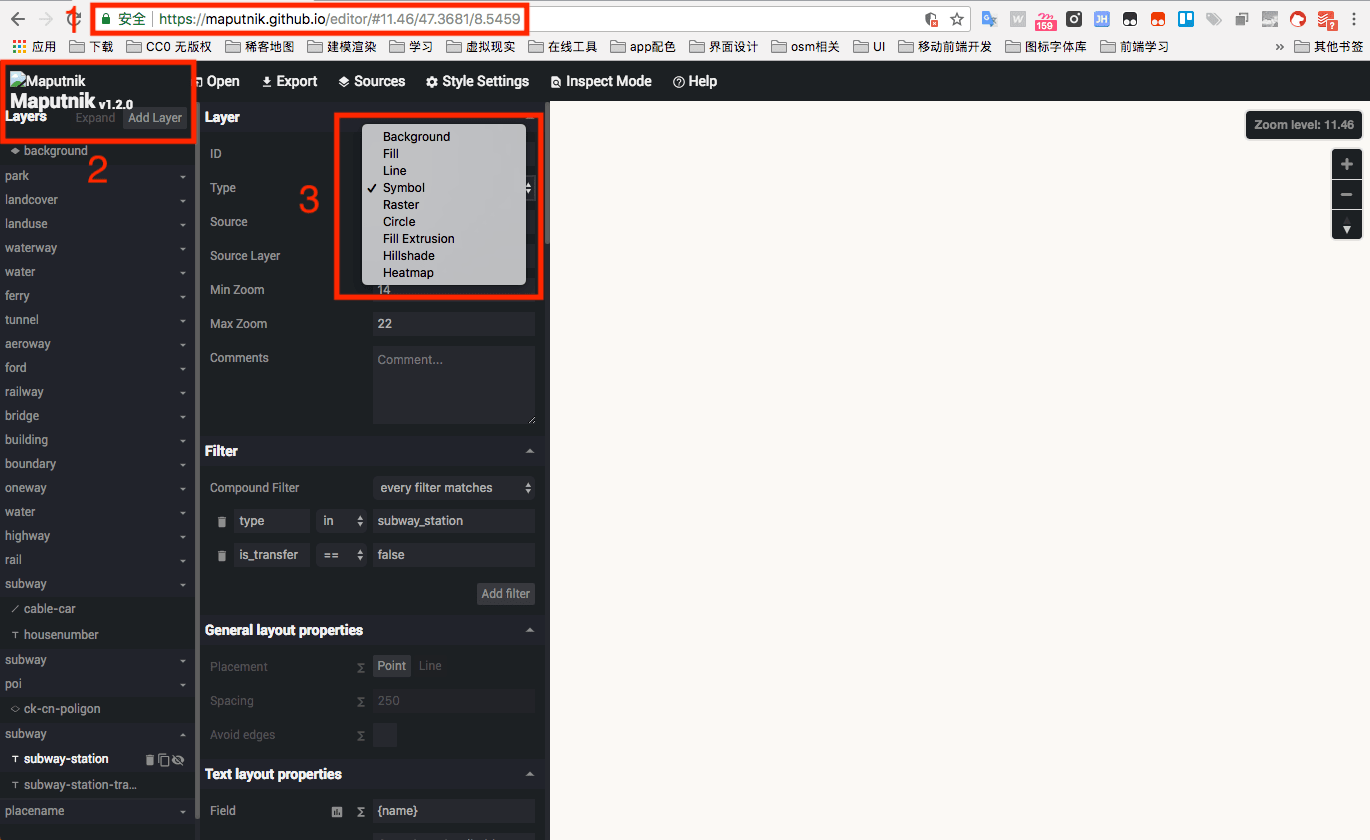 1
安全 | https://maputnik.github.io/editor/#11.46/47.3681/8.5459
159
JH
?
应用 下载 CC0 无版权 稀客地图 建模渲染 学习 虚拟现实 在线工具 app配色 界面设计 osm相关 UI 移动前端开发 图标字体库 前端学习 » 其他书签
Maputnik
Maputnik v1.2.0
Open Export Sources Style Settings Inspect Mode Help
Layers Expand Add Layer
2
background
park
landcover
landuse
waterway
water
ferry
tunnel
aeroway
ford
railway
bridge
building
boundary
oneway
water
highway
rail
subway
cable-car
housenumber
subway
poi
ck-cn-poligon
subway
subway-station
subway-station-tra...
placename
Layer
ID
Type
Source
Source Layer
Min Zoom 14
Max Zoom 22
Comments Comment...
3
Background
Fill
Line
✓ Symbol
Raster
Circle
Fill Extrusion
Hillshade
Heatmap
Filter
Compound Filter every filter matches
type in subway_station
is_transfer == false
Add filter
General layout properties
Placement Σ Point Line
Spacing Σ 250
Avoid edges Σ
Text layout properties
Field Σ {name}
Zoom level: 11.46
+
−